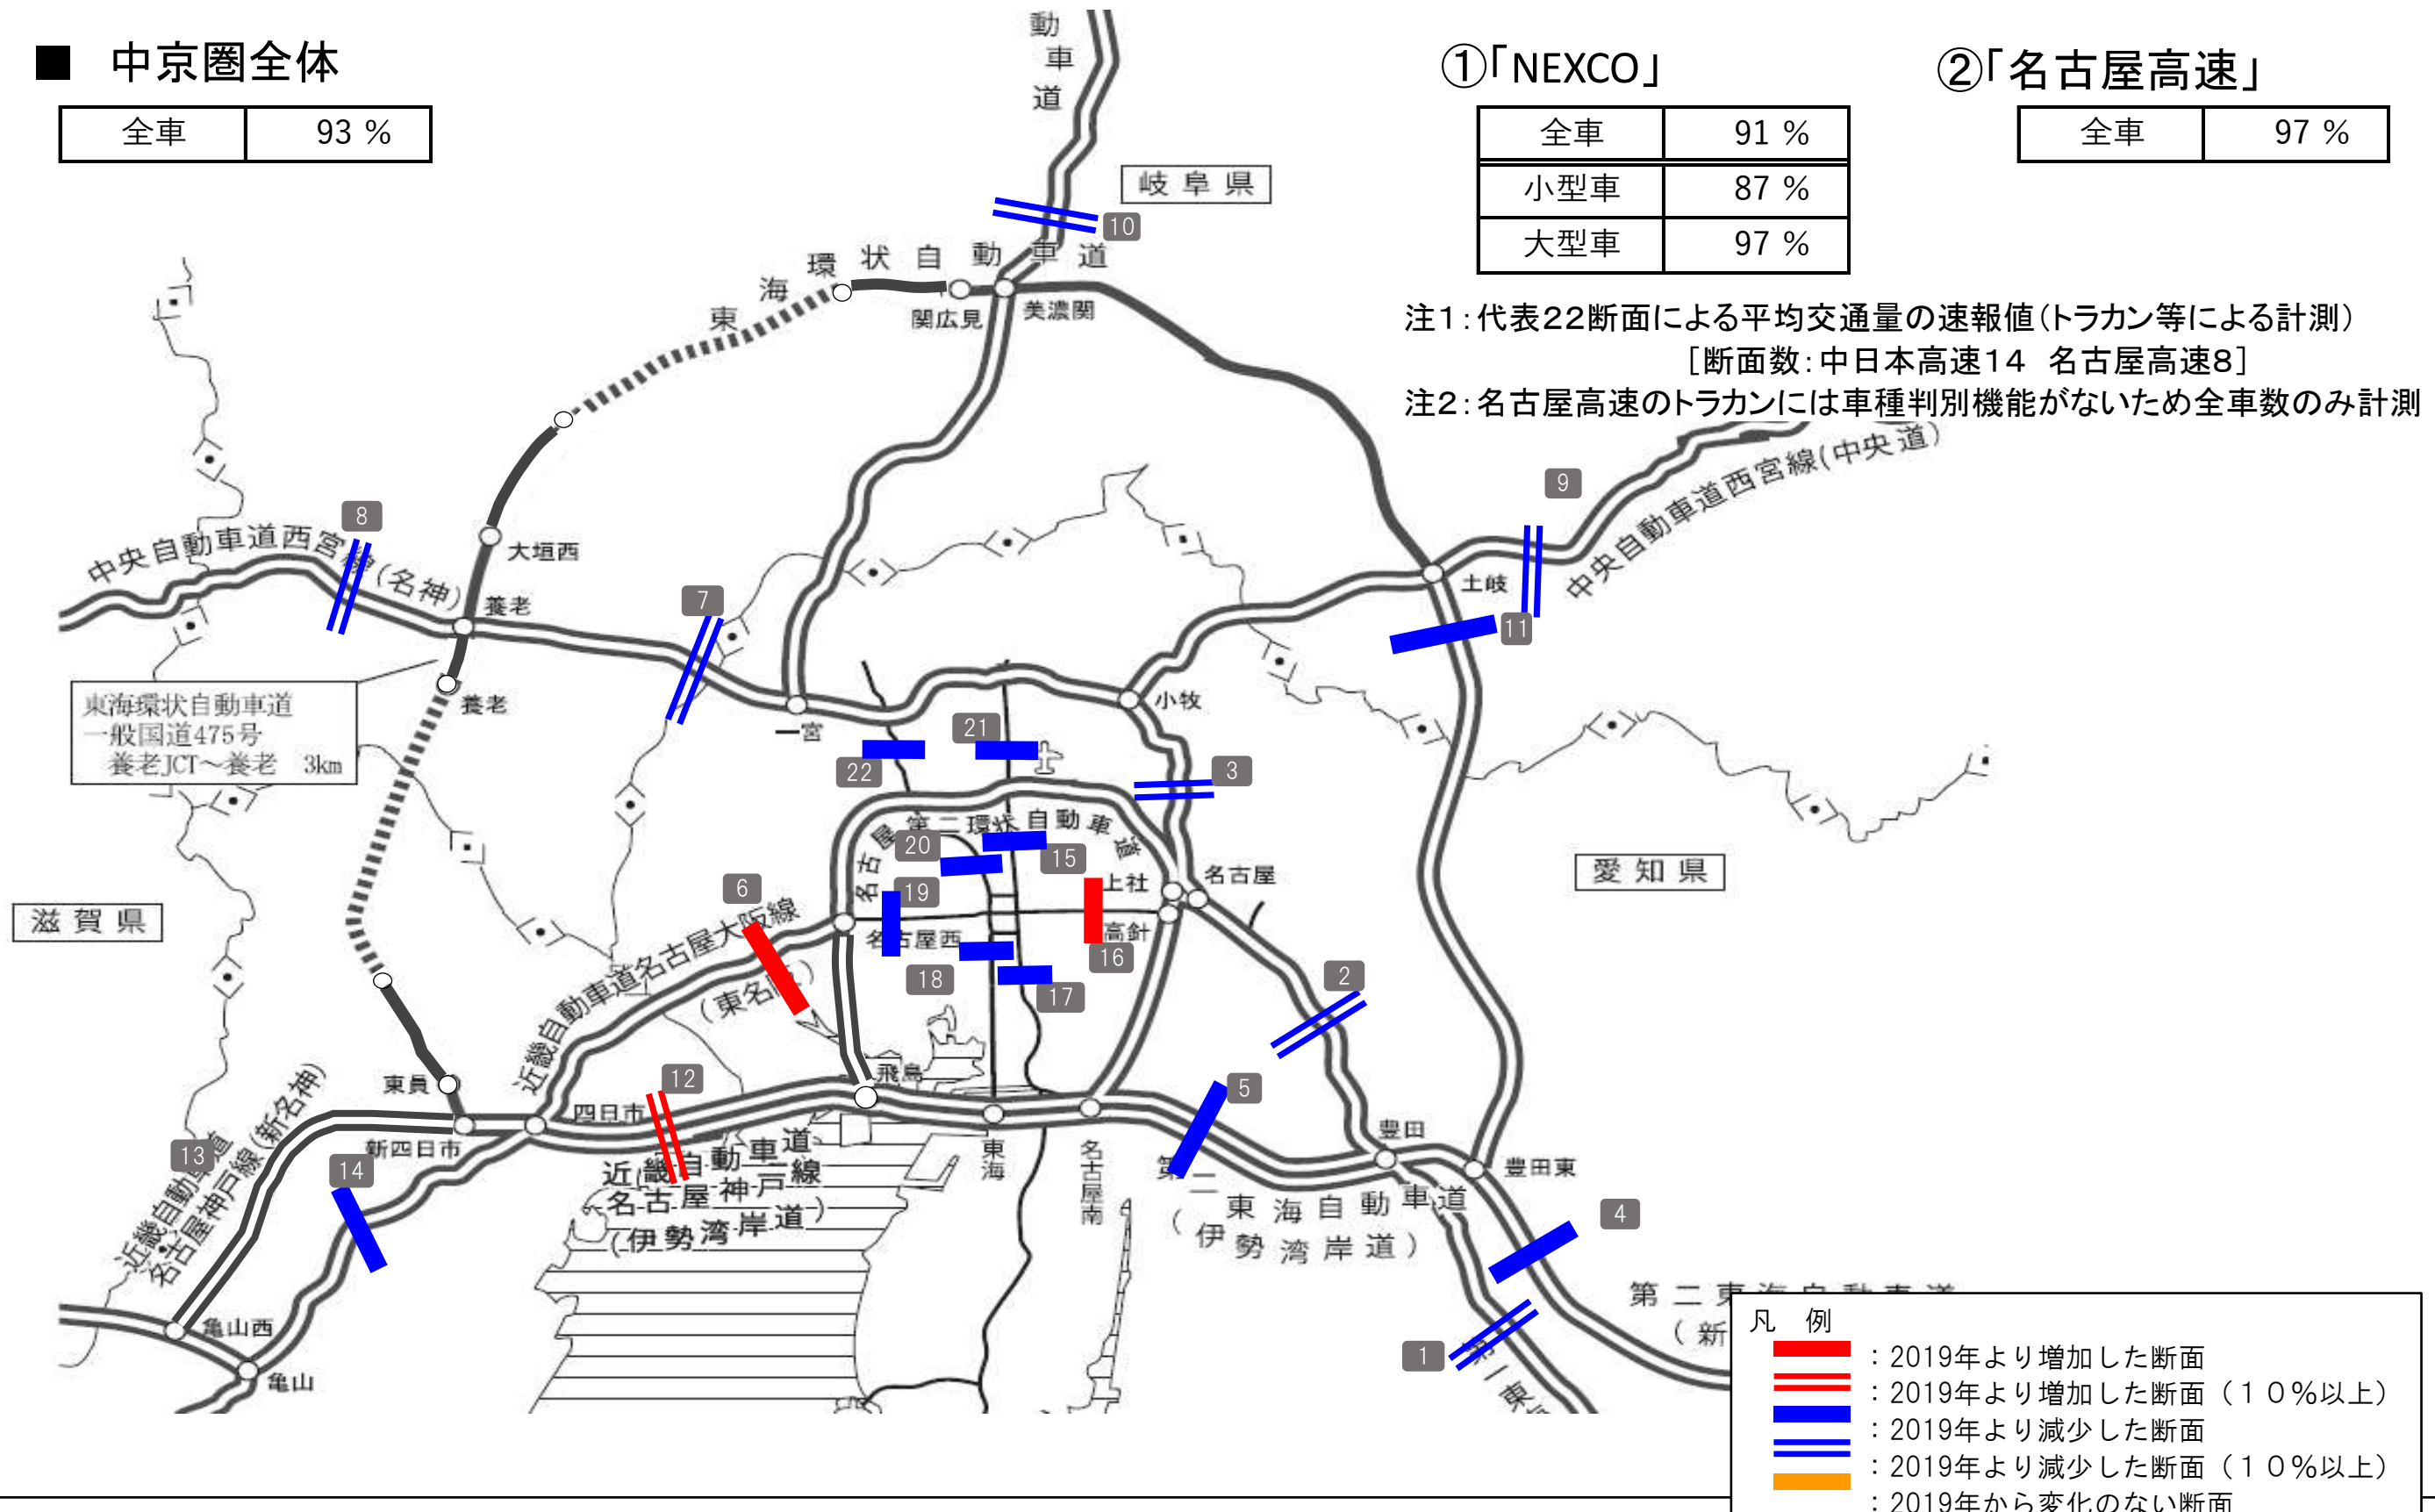 ■ 中京圏全体
全車 93 %
①「NEXCO」
全車 91 %
小型車 87 %
大型車 97 %
②「名古屋高速」
全車 97 %
注1:代表22断面による平均交通量の速報値(トラカン等による計測)
[断面数:中日本高速14 名古屋高速8]
注2:名古屋高速のトラカンには車種判別機能がないため全車数のみ計測
動車道
岐阜県
10
東海環状自動車道
関広見
美濃関
9
中央自動車道西宮線(中央道)
8
中央自動車道西宮線(名神)
大垣西
養老
7
土岐
11
東海環状自動車道
一般国道475号
養老JCT～養老 3km
養老
一宮
小牧
21
22
3
名古屋第二環状自動車道
20
15
19
上社
名古屋
愛知県
6
滋賀県
名古屋西
高針
16
18
17
2
近畿自動車道名古屋大阪線
(東名阪)
飛島
12
東員
四日市
5
新四日市
13
14
近畿自動車道
名古屋神戸線(新名神)
近畿自動車道
名古屋神戸線
(伊勢湾岸道)
東海
名古屋南
豊田
豊田東
第二東海自動車道
(伊勢湾岸道)
4
第二東海自動車道
(新
亀山西
亀山
1
第一東
凡 例
:2019年より増加した断面
:2019年より増加した断面(10%以上)
:2019年より減少した断面
:2019年より減少した断面(10%以上)
:2019年から変化のない断面